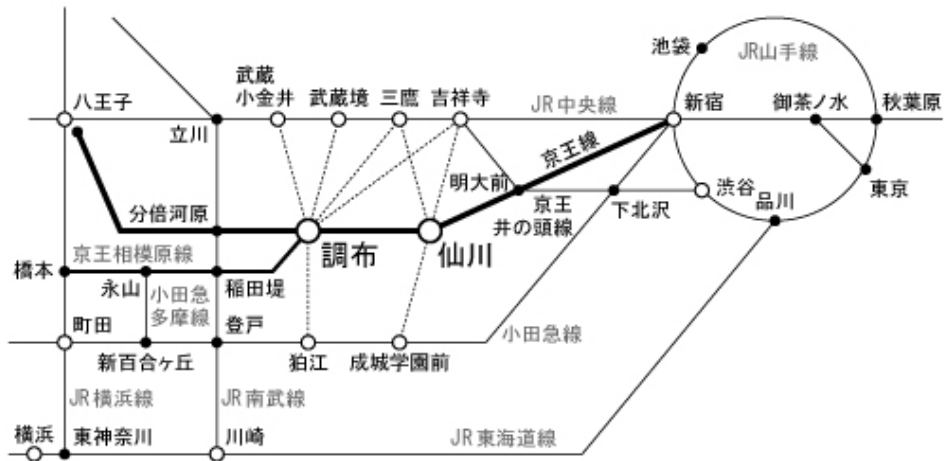 池袋
JR山手線
武蔵
小金井
武蔵境
三鷹
吉祥寺
八王子
JR中央線
新宿
御茶ノ水
秋葉原
立川
京王線
明大前
東京
渋谷
品川
下北沢
京王
井の頭線
分倍河原
調布
仙川
京王相模原線
橋本
永山
小田急
多摩線
稲田堤
町田
登戸
小田急線
新百合ヶ丘
狛江
成城学園前
JR横浜線
JR南武線
横浜
東神奈川
川崎
JR東海道線